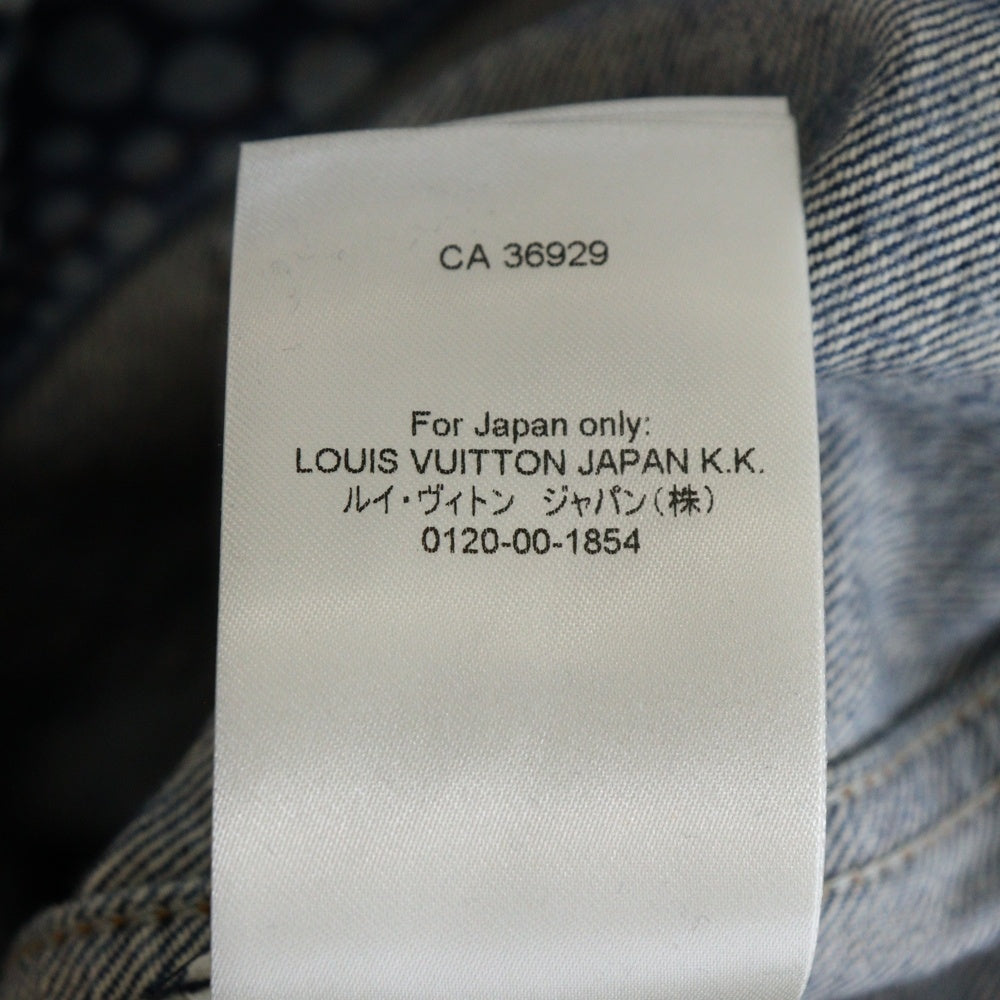 CA 36929
For Japan only:
LOUIS VUITTON JAPAN K.K.
ルイ・ヴィトン　ジャパン（株）
0120-00-1854